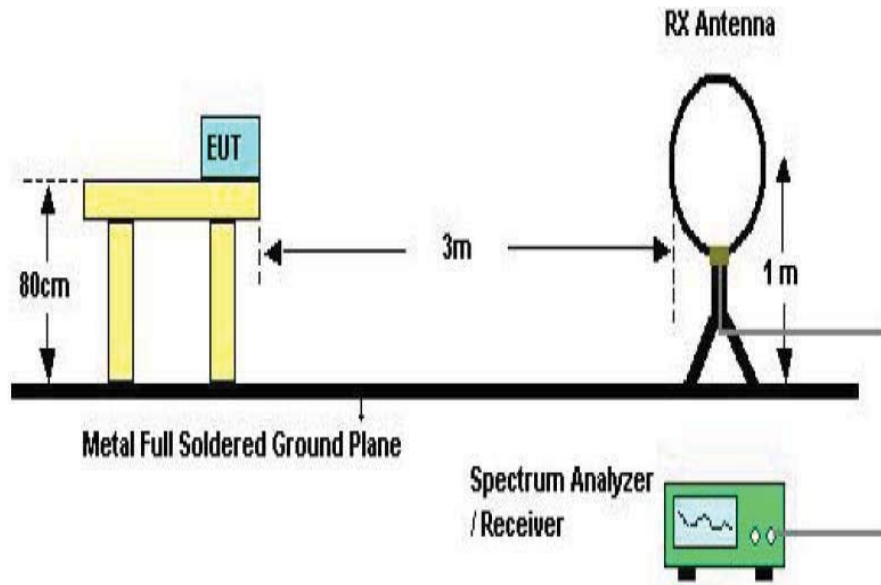 RX Antenna
EUT
3m
80cm
1 m
Metal Full Soldered Ground Plane
Spectrum Analyzer
/ Receiver